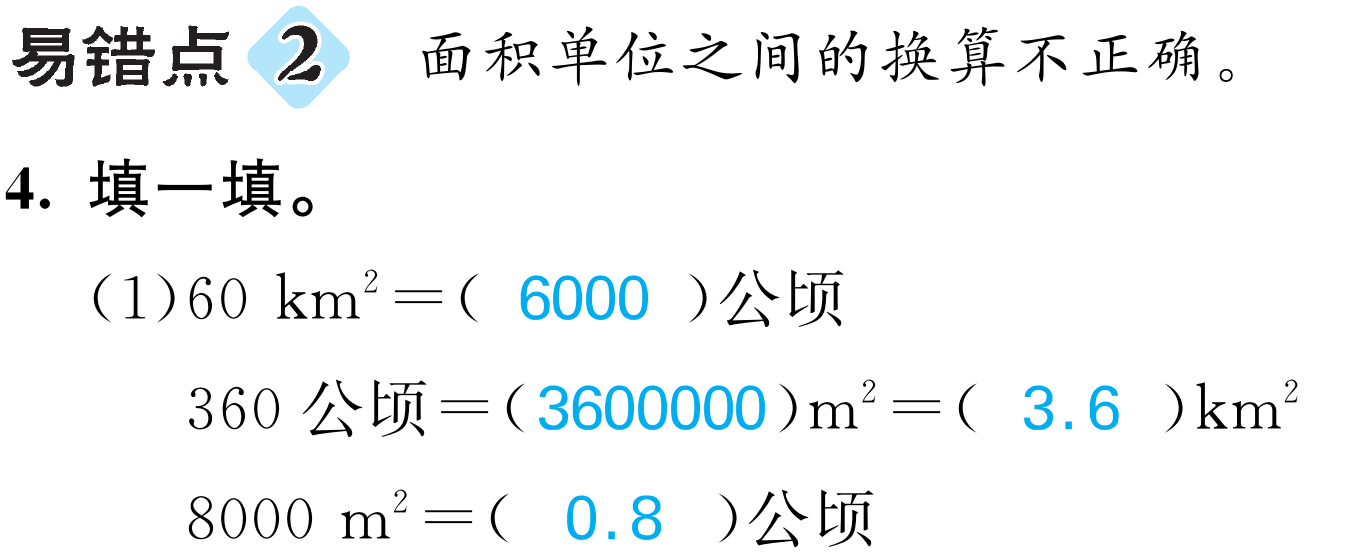 易错点 2 面积单位之间的换算不正确。
4. 填一填。
(1)60 km²=( 6000 )公顷
360 公顷=(3600000)m²=( 3.6 )km²
8000 m²=( 0.8 )公顷